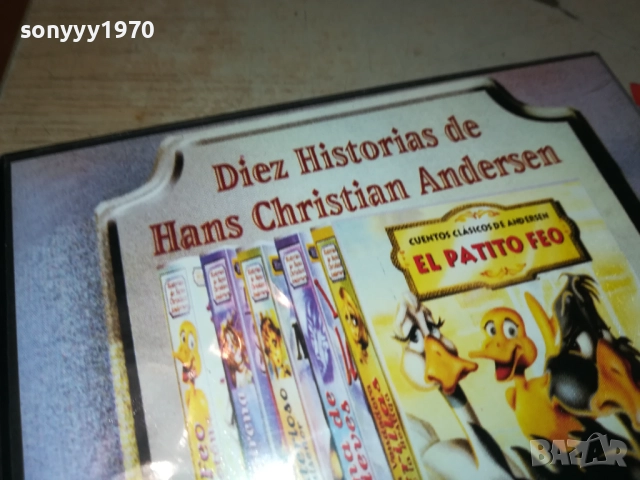 sonyyy1970
Diez Historias de
Hans Christian Andersen
CUENTOS CLÁSICOS DE ANDERSEN
EL PATITO FEO
BAZAR